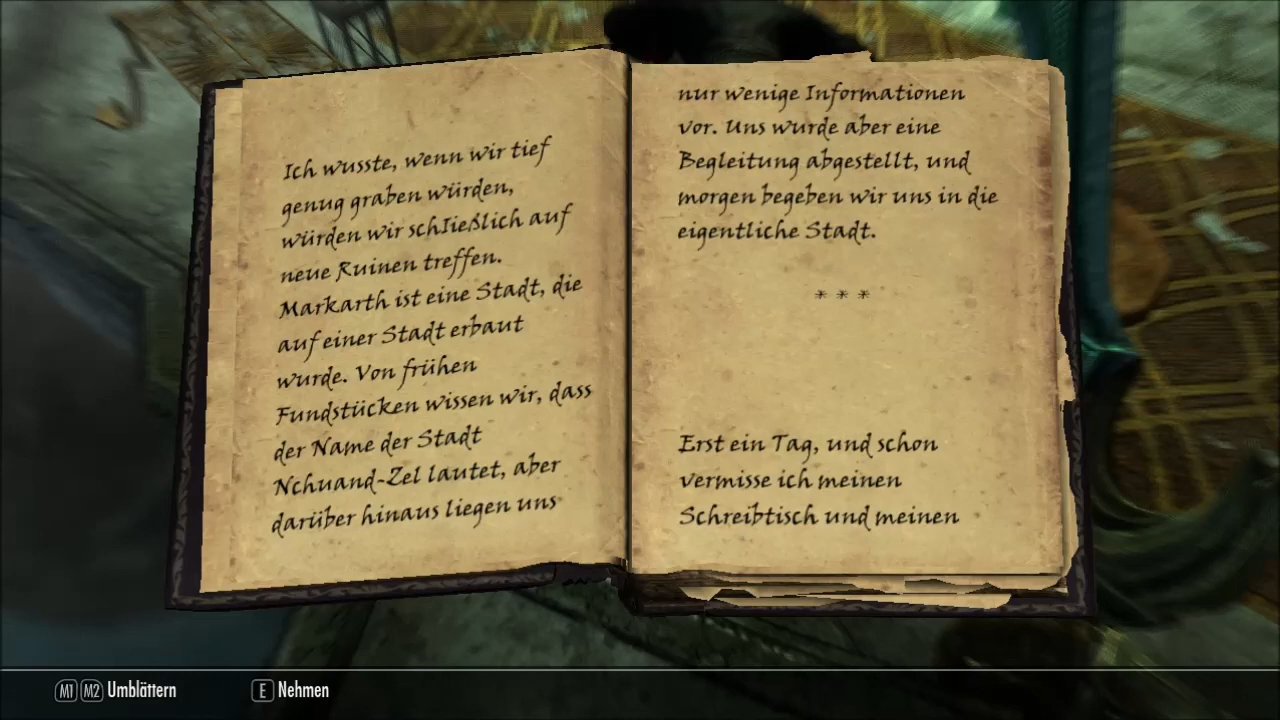 Ich wusste, wenn wir tief
genug graben würden,
würden wir schIießlich auf
neue Ruinen treffen.
Markarth ist eine Stadt, die
auf einer Stadt erbaut
wurde. Von frühen
Fundstücken wissen wir, dass
der Name der Stadt
Nchuand-Zel lautet, aber
darüber hinaus liegen uns
nur wenige Informationen
vor. Uns wurde aber eine
Begleitung abgestellt, und
morgen begeben wir uns in die
eigentliche Stadt.
* * *
Erst ein Tag, und schon
vermisse ich meinen
Schreibtisch und meinen
M1 M2 Umblättern
E Nehmen